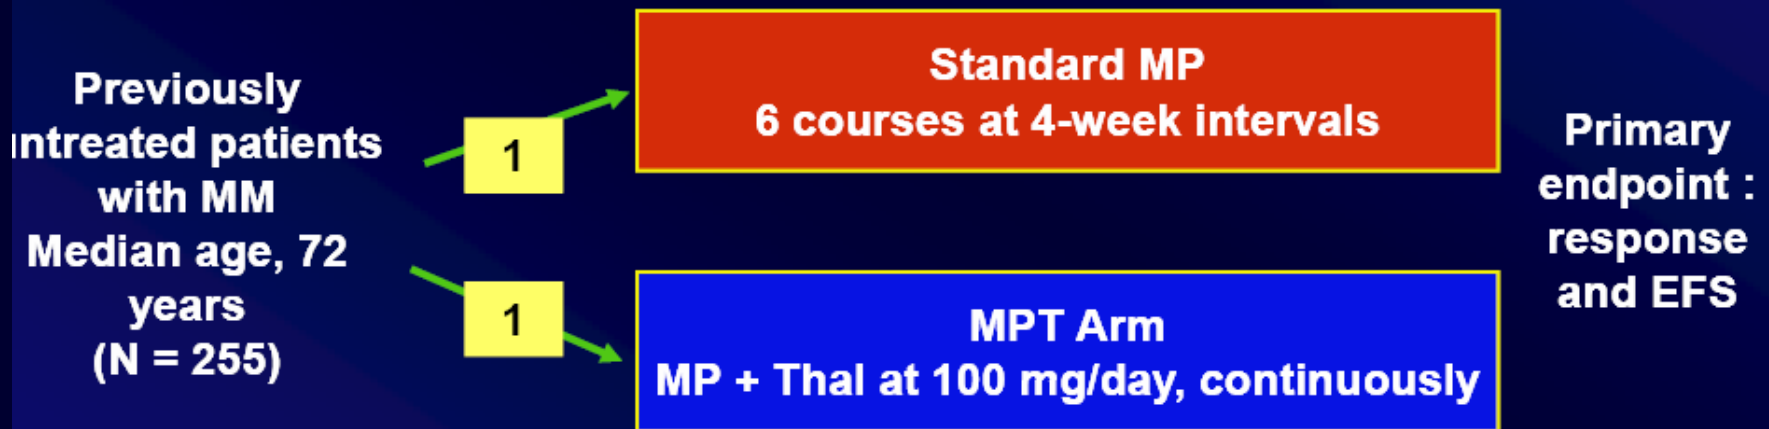 Previously
untreated patients
with MM
Median age, 72
years
(N = 255)
1
1
Standard MP
6 courses at 4-week intervals
MPT Arm
MP + Thal at 100 mg/day, continuously
Primary
endpoint :
response
and EFS